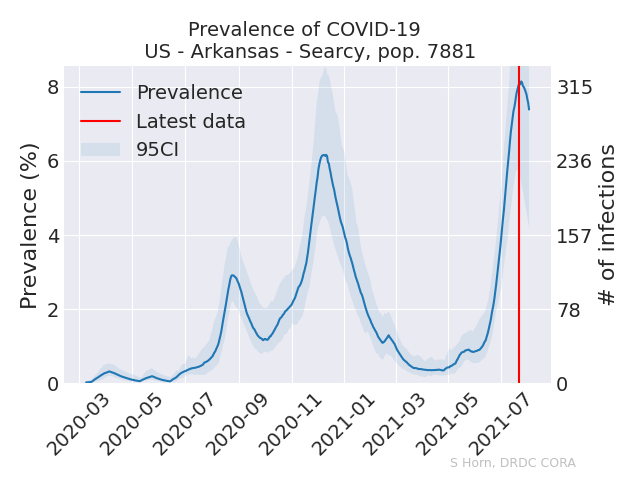 Prevalence of COVID-19
US - Arkansas - Searcy, pop. 7881
Prevalence
Latest data
95CI
Prevalence (%)
8
6
4
2
0
315
236
157
78
0
# of infections
2020-03
2020-05
2020-07
2020-09
2020-11
2021-01
2021-03
2021-05
2021-07
S Horn, DRDC CORA